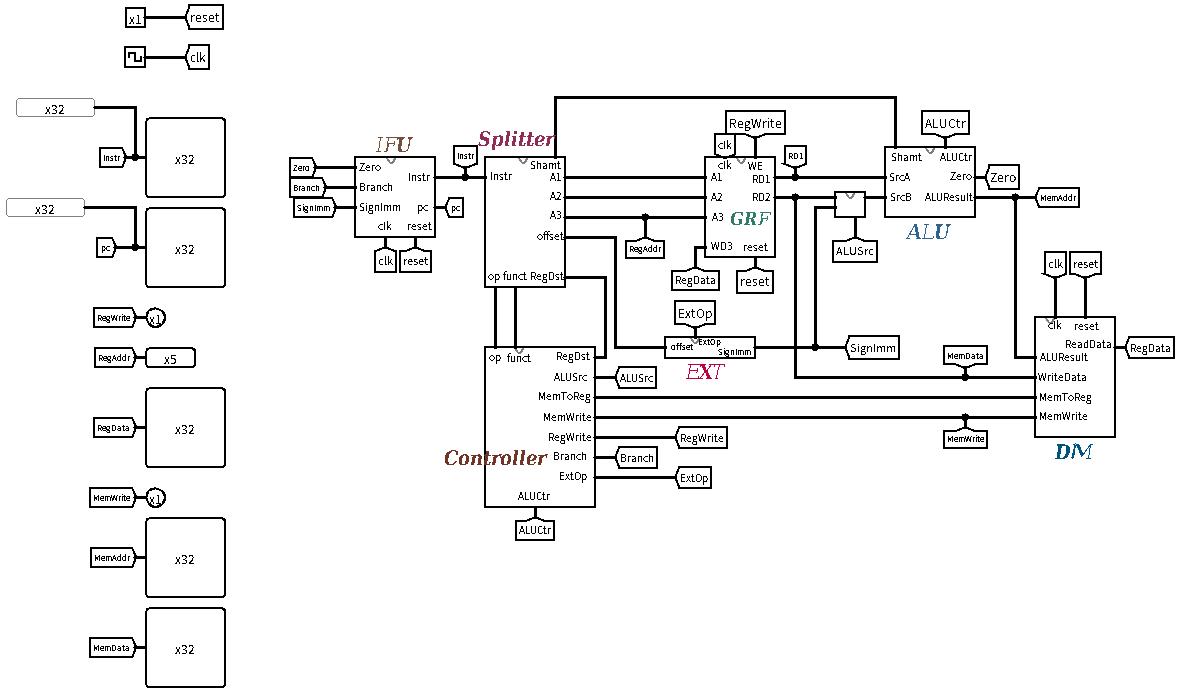 x1 reset
clk
x32
Instr x32
x32
pc x32
RegWrite x1
RegAddr x5
RegData x32
MemWrite x1
MemAddr x32
MemData x32
IFU
Zero Zero
Branch Branch
SignImm SignImm
Instr
pc pc
clk reset
clk reset
Instr
Splitter
Instr
Shamt
A1
A2
A3
offset
op funct RegDst
RegAddr
Controller
op funct
RegDst
ALUSrc ALUSrc
MemToReg
MemWrite
RegWrite RegWrite
Branch Branch
ExtOp ExtOp
ALUCtr
ALUCtr
RegWrite
clk
clk WE
A1 RD1
A2 RD2
A3 GRF
WD3 reset
RegData reset
RD1
ExtOp
offset ExtOp
SignImm
EXT
SignImm
ALUSrc
ALUCtr
Shamt ALUCtr
SrcA Zero Zero
SrcB ALUResult MemAddr
ALU
clk reset
clk reset
ReadData RegData
ALUResult
WriteData
MemToReg
MemWrite
MemData
MemWrite
DM